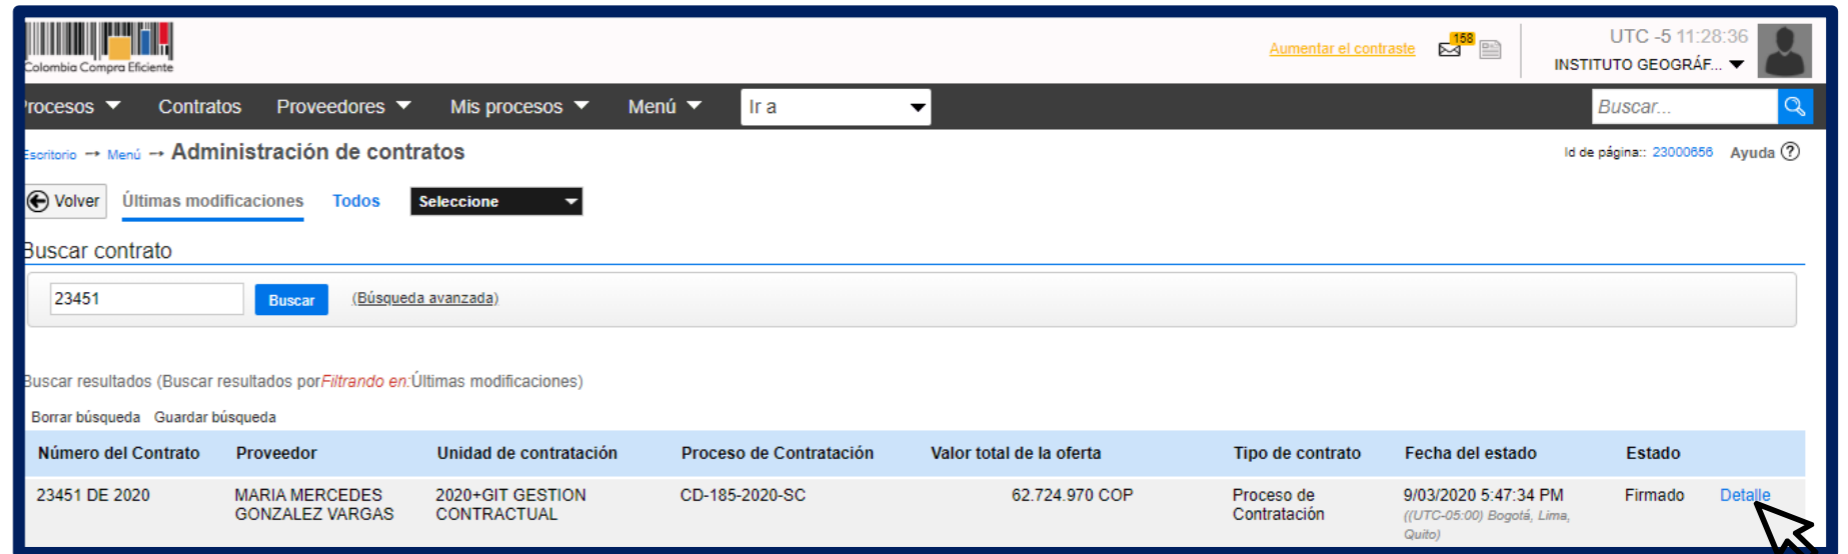 Colombia Compra Eficiente
Aumentar el contraste
158
UTC -5 11:28:36
INSTITUTO GEOGRÁF...
Procesos Contratos Proveedores Mis procesos Menú Ir a Buscar...
Escritorio → Menú → Administración de contratos
Id de página:: 23000656 Ayuda ?
Volver Últimas modificaciones Todos Seleccione
Buscar contrato
23451 Buscar (Búsqueda avanzada)
Buscar resultados (Buscar resultados porFiltrando en:Últimas modificaciones)
Borrar búsqueda Guardar búsqueda
Número del Contrato Proveedor Unidad de contratación Proceso de Contratación Valor total de la oferta Tipo de contrato Fecha del estado Estado
23451 DE 2020 MARIA MERCEDES 2020+GIT GESTION CD-185-2020-SC 62.724.970 COP Proceso de 9/03/2020 5:47:34 PM Firmado Detalle
GONZALEZ VARGAS CONTRACTUAL Contratación ((UTC-05:00) Bogotá, Lima,
Quito)